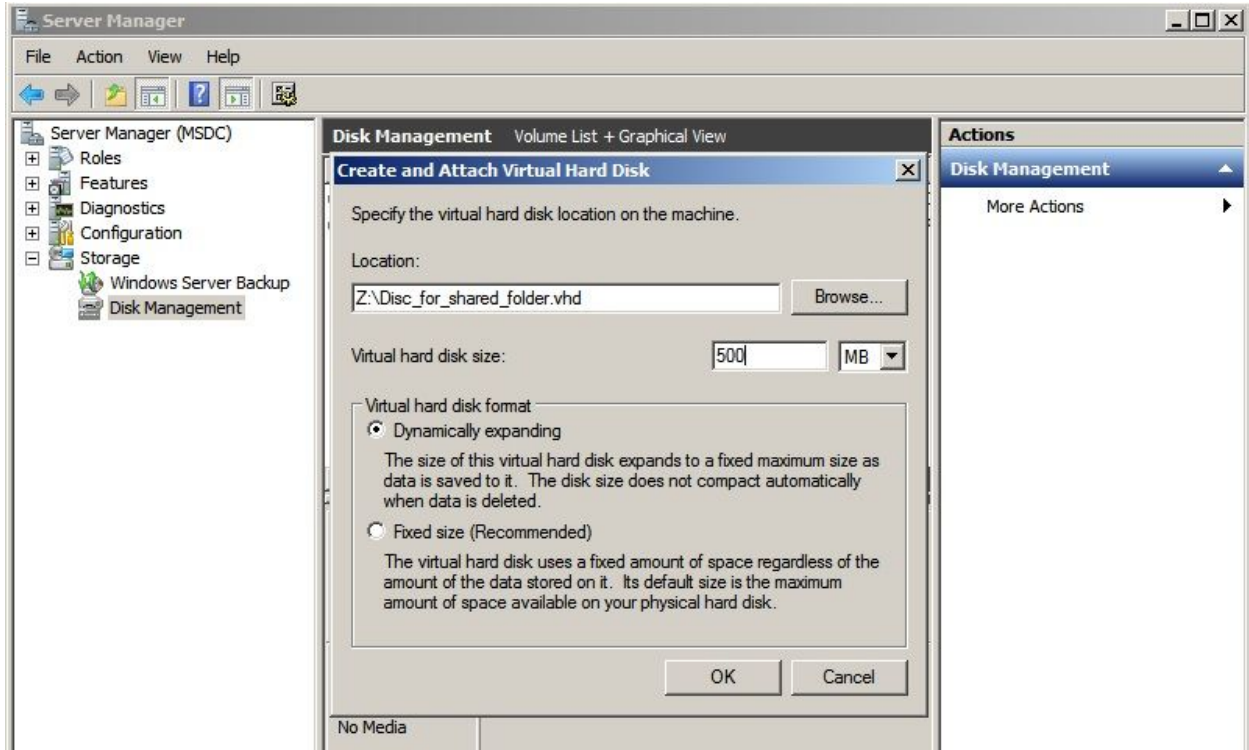 Server Manager
File Action View Help
Server Manager (MSDC)
Roles
Features
Diagnostics
Configuration
Storage
Windows Server Backup
Disk Management
Disk Management Volume List + Graphical View
Create and Attach Virtual Hard Disk
Specify the virtual hard disk location on the machine.
Location:
Z:\Disc_for_shared_folder.vhd
Browse...
Virtual hard disk size:
500
MB
Virtual hard disk format
Dynamically expanding
The size of this virtual hard disk expands to a fixed maximum size as
data is saved to it. The disk size does not compact automatically
when data is deleted.
Fixed size (Recommended)
The virtual hard disk uses a fixed amount of space regardless of the
amount of the data stored on it. Its default size is the maximum
amount of space available on your physical hard disk.
OK
Cancel
No Media
Actions
Disk Management
More Actions